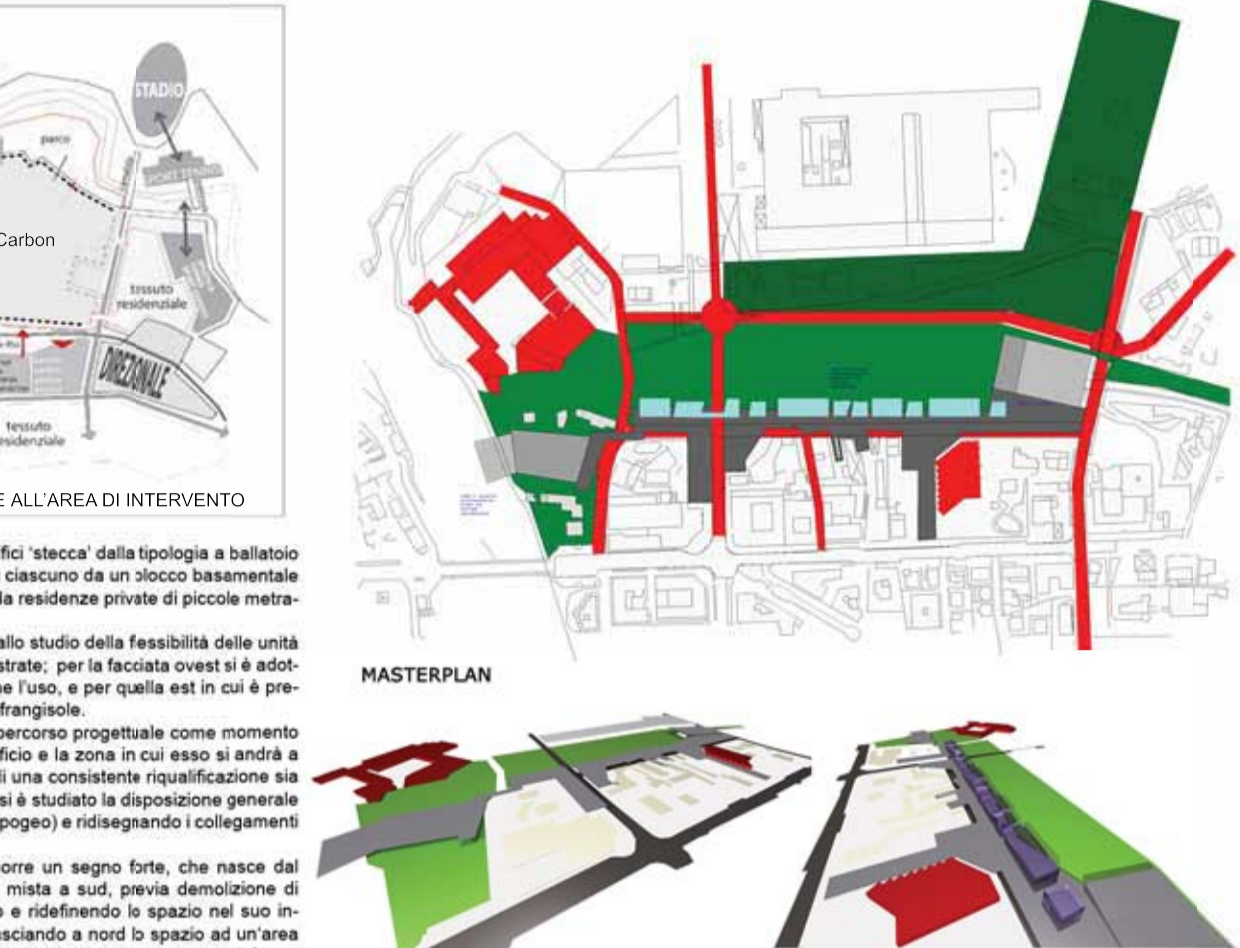 STADIO
parco
Carbon
tessuto
residenziale
DIREZIONALE
tessuto
esidenziale
E ALL'AREA DI INTERVENTO
fici 'stecca' dalla tipologia a ballatoio
ciascuno da un blocco basamentale
la residenze private di piccole metra-
allo studio della fessibilità delle unità
strate; per la facciata ovest si è adot-
ne l'uso, e per quella est in cui è pre-
frangisole.
percorso progettuale come momento
ficio e la zona in cui esso si andrà a
li una consistente riqualificazione sia
si è studiato la disposizione generale
pogeo) e ridisegnando i collegamenti
orre un segno forte, che nasce dal
mista a sud, previa demolizione di
o e ridefinendo lo spazio nel suo in-
asciando a nord lo spazio ad un'area
MASTERPLAN